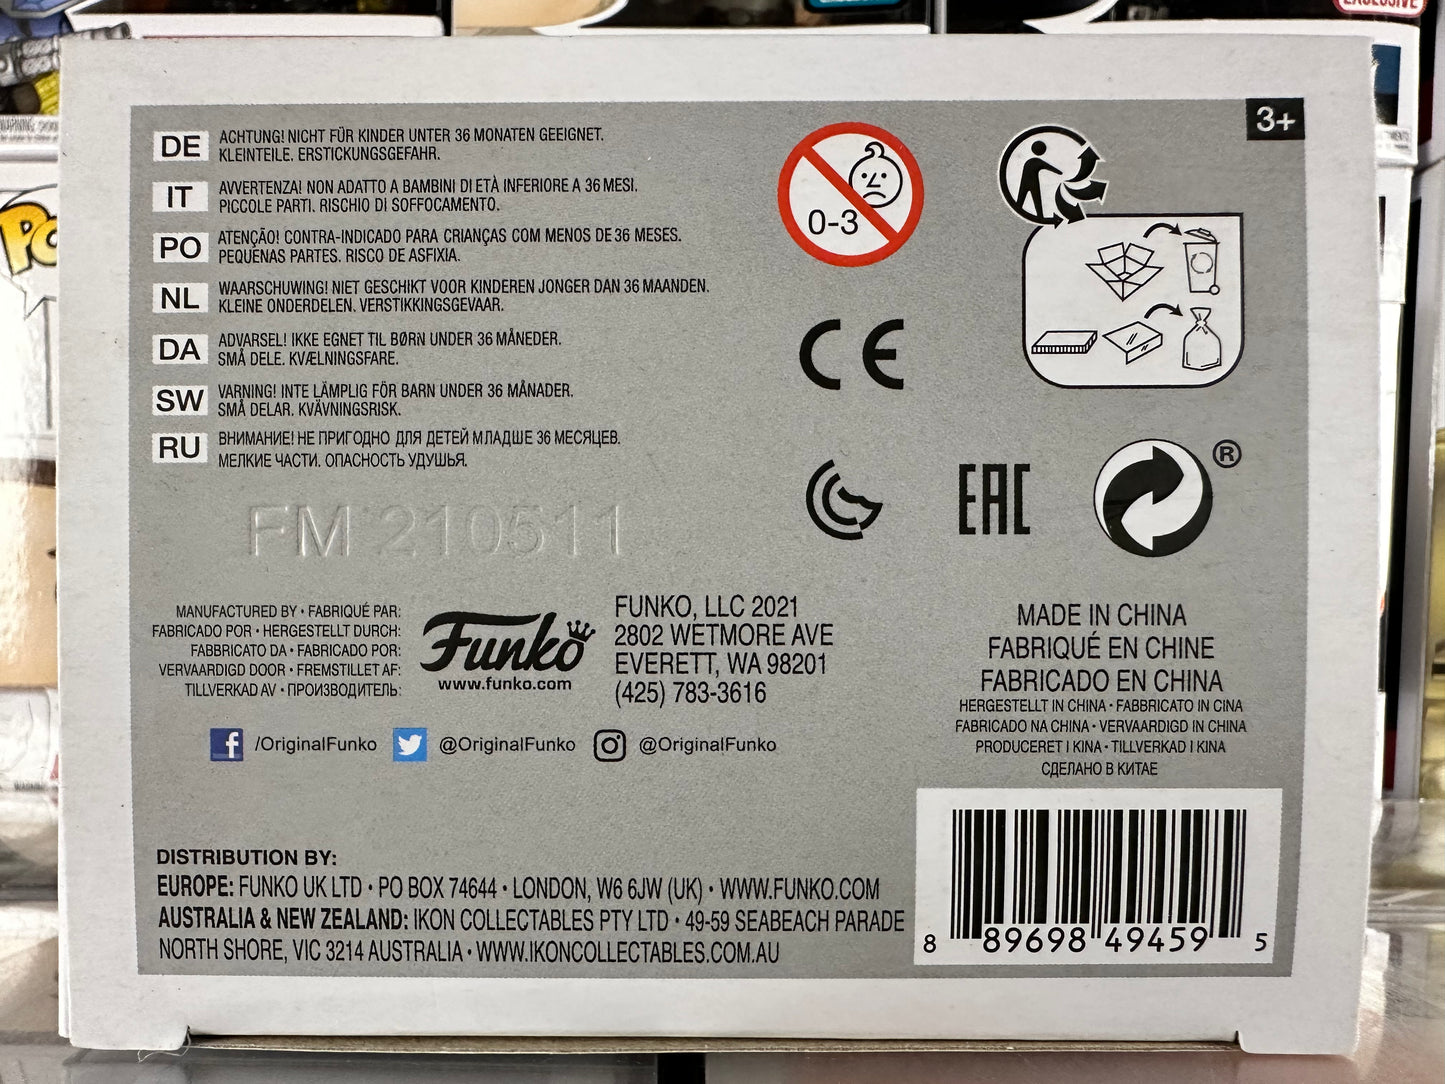 EXCLUSIVE
3+
DE
ACHTUNG! NICHT FÜR KINDER UNTER 36 MONATEN GEEIGNET.
KLEINTEILE. ERSTICKUNGSGEFAHR.
IT
AVVERTENZA! NON ADATTO A BAMBINI DI ETÀ INFERIORE A 36 MESI.
PICCOLE PARTI. RISCHIO DI SOFFOCAMENTO.
PO
ATENÇÃO! CONTRA-INDICADO PARA CRIANÇAS COM MENOS DE 36 MESES.
PEQUENAS PARTES. RISCO DE ASFIXIA.
NL
WAARSCHUWING! NIET GESCHIKT VOOR KINDEREN JONGER DAN 36 MAANDEN.
KLEINE ONDERDELEN. VERSTIKKINGSGEVAAR.
DA
ADVARSEL! IKKE EGNET TIL BØRN UNDER 36 MÅNEDER.
SMÅ DELE. KVÆLNINGSFARE.
SW
VARNING! INTE LÄMPLIG FÖR BARN UNDER 36 MÅNADER.
SMÅ DELAR. KVÄVNINGSRISK.
RU
ВНИМАНИЕ! НЕ ПРИГОДНО ДЛЯ ДЕТЕЙ МЛАДШЕ 36 МЕСЯЦЕВ.
МЕЛКИЕ ЧАСТИ. ОПАСНОСТЬ УДУШЬЯ.
0-3
CE
EAC
®
FM 210511
MANUFACTURED BY • FABRIQUÉ PAR:
FABRICADO POR • HERGESTELLT DURCH:
FABBRICATO DA • FABRICADO POR:
VERVAARDIGD DOOR • FREMSTILLET AF:
TILLVERKAD AV • ПРОИЗВОДИТЕЛЬ:
Funko
www.funko.com
FUNKO, LLC 2021
2802 WETMORE AVE
EVERETT, WA 98201
(425) 783-3616
MADE IN CHINA
FABRIQUÉ EN CHINE
FABRICADO EN CHINA
HERGESTELLT IN CHINA • FABBRICATO IN CINA
FABRICADO NA CHINA • VERVAARDIGD IN CHINA
PRODUCERET I KINA • TILLVERKAD I KINA
СДЕЛАНО В КИТАЕ
f /OriginalFunko @OriginalFunko @OriginalFunko
DISTRIBUTION BY:
EUROPE: FUNKO UK LTD • PO BOX 74644 • LONDON, W6 6JW (UK) • WWW.FUNKO.COM
AUSTRALIA & NEW ZEALAND: IKON COLLECTABLES PTY LTD • 49-59 SEABEACH PARADE
NORTH SHORE, VIC 3214 AUSTRALIA • WWW.IKONCOLLECTABLES.COM.AU
8 89698 49459 5